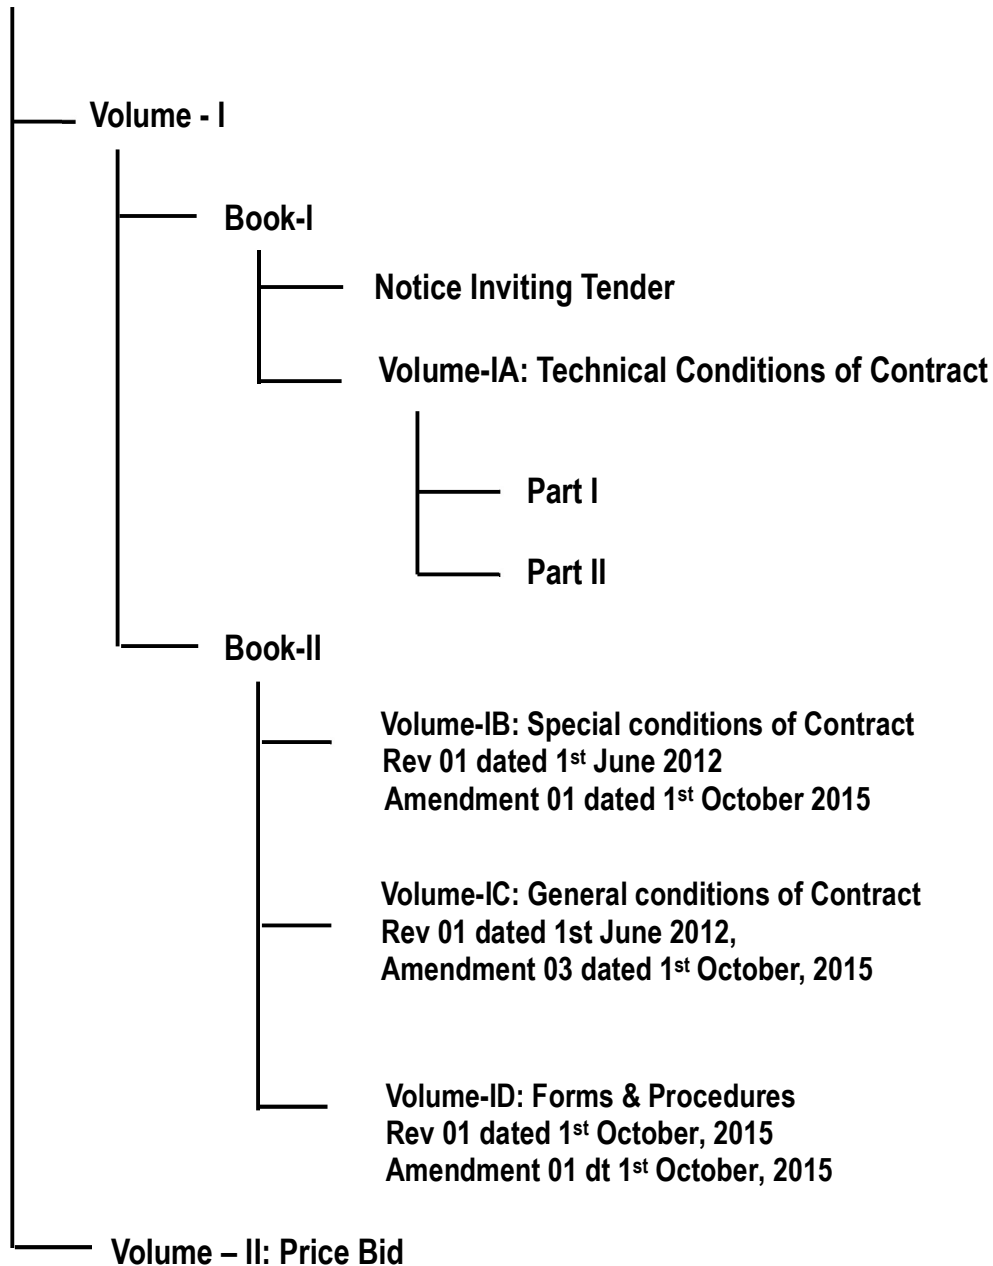 Volume - I
Book-I
Notice Inviting Tender
Volume-IA: Technical Conditions of Contract
Part I
Part II
Book-II
Volume-IB: Special conditions of Contract
Rev 01 dated 1st June 2012
Amendment 01 dated 1st October 2015
Volume-IC: General conditions of Contract
Rev 01 dated 1st June 2012,
Amendment 03 dated 1st October, 2015
Volume-ID: Forms & Procedures
Rev 01 dated 1st October, 2015
Amendment 01 dt 1st October, 2015
Volume – II: Price Bid